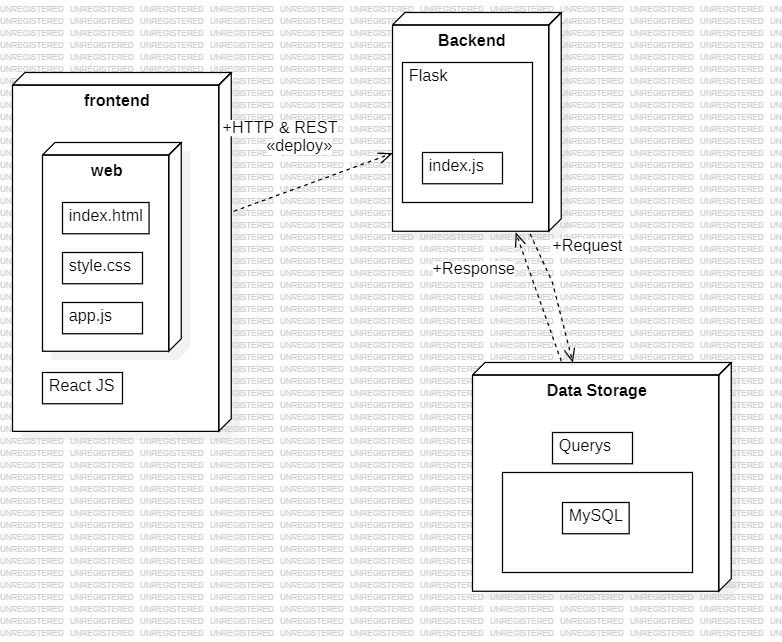 Backend
Flask
index.js
frontend
web
index.html
style.css
app.js
React JS
+HTTP & REST
«deploy»
+Request
+Response
Data Storage
Querys
MySQL
UNREGISTERED